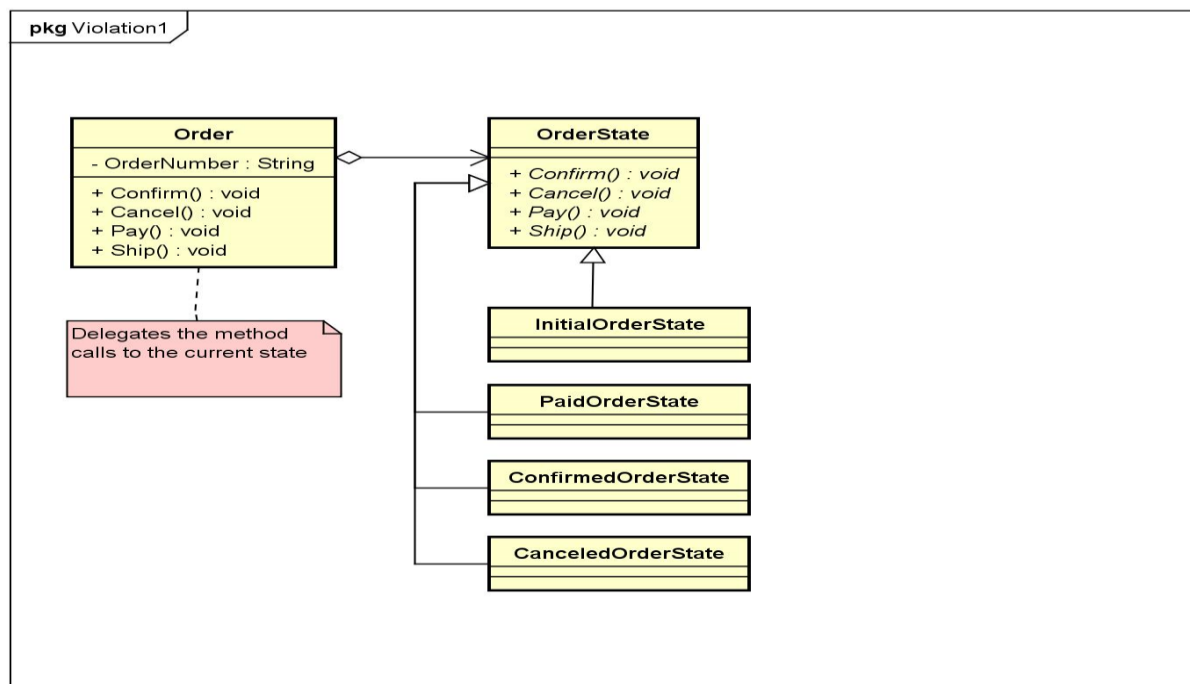 pkg Violation1
Order
- OrderNumber : String
+ Confirm() : void
+ Cancel() : void
+ Pay() : void
+ Ship() : void
Delegates the method
calls to the current state
OrderState
+ Confirm() : void
+ Cancel() : void
+ Pay() : void
+ Ship() : void
InitialOrderState
PaidOrderState
ConfirmedOrderState
CanceledOrderState